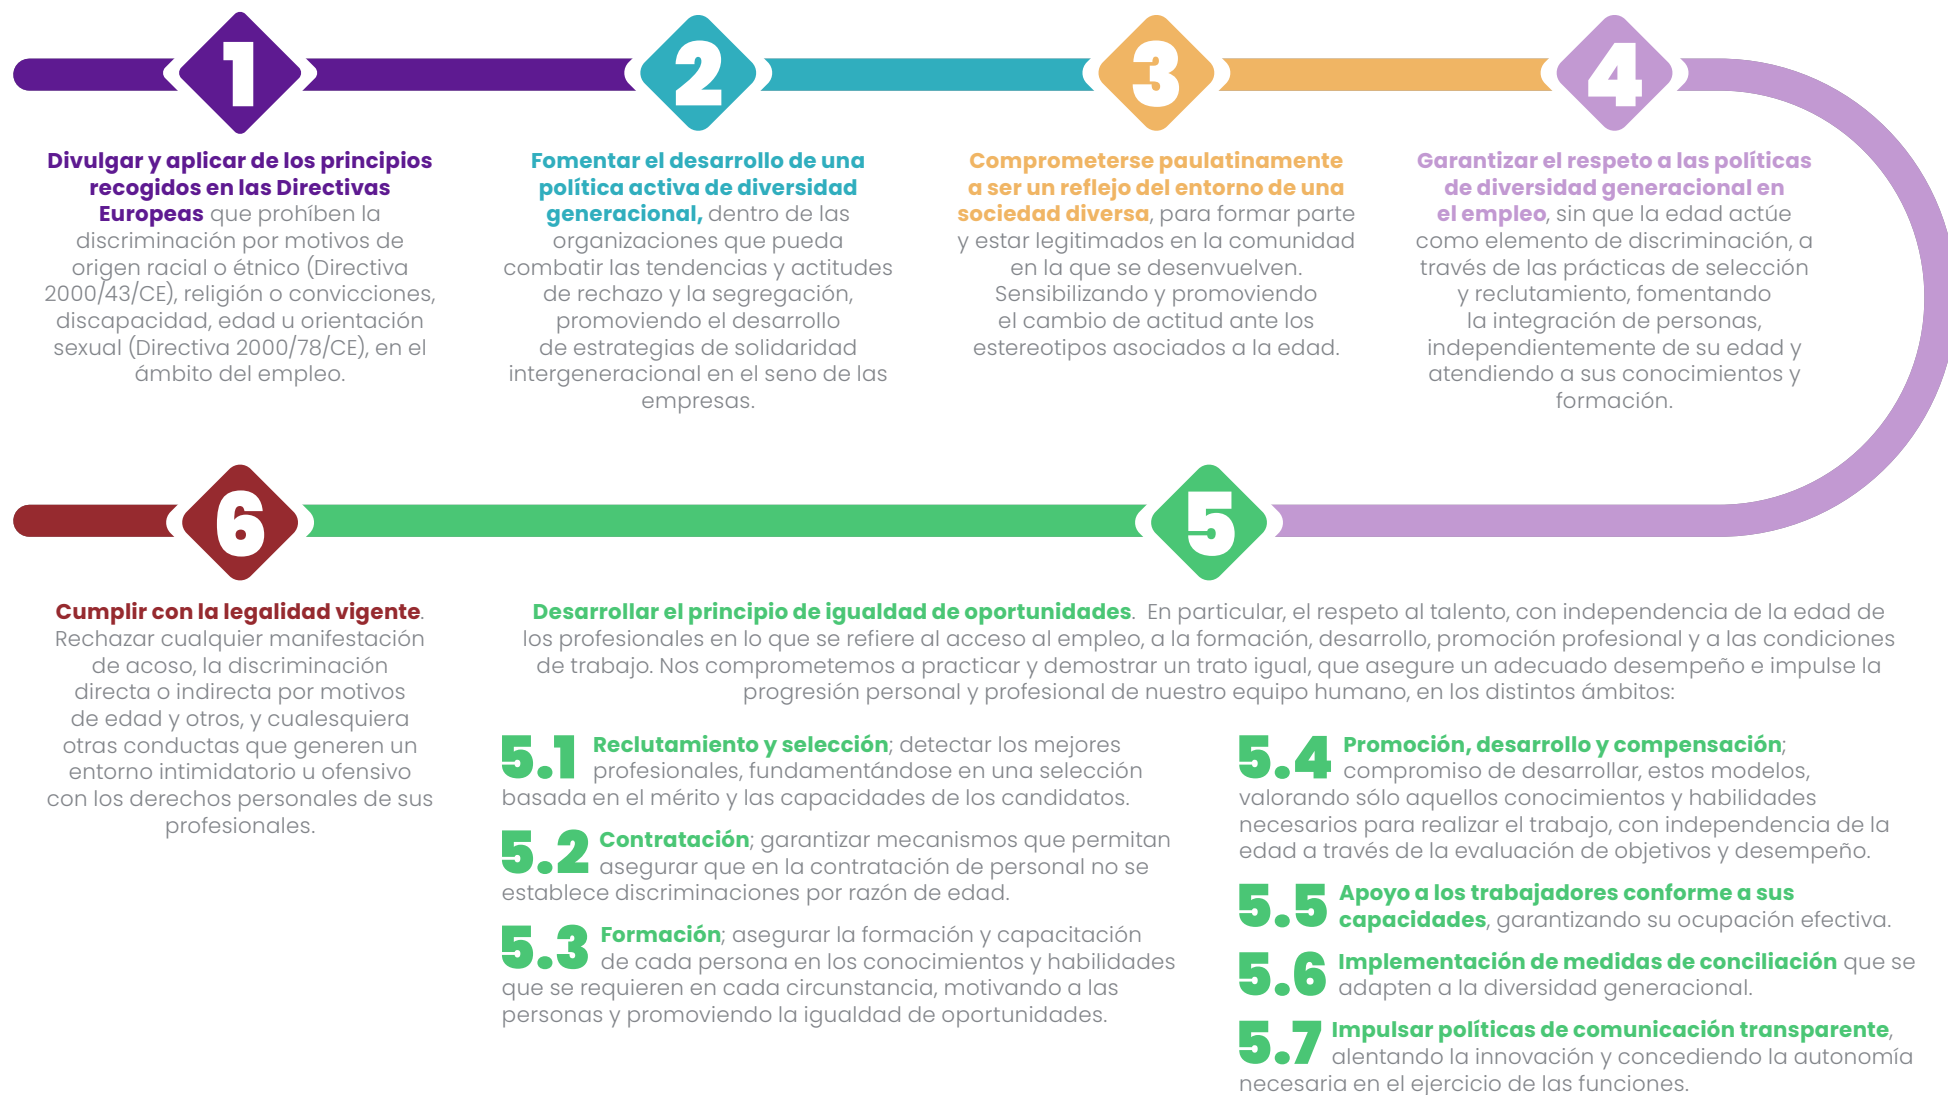 1
Divulgar y aplicar de los principios
recogidos en las Directivas
Europeas que prohíben la
discriminación por motivos de
origen racial o étnico (Directiva
2000/43/CE), religión o convicciones,
discapacidad, edad u orientación
sexual (Directiva 2000/78/CE), en el
ámbito del empleo.
2
Fomentar el desarrollo de una
política activa de diversidad
generacional, dentro de las
organizaciones que pueda
combatir las tendencias y actitudes
de rechazo y la segregación,
promoviendo el desarrollo
de estrategias de solidaridad
intergeneracional en el seno de las
empresas.
3
Comprometerse paulatinamente
a ser un reflejo del entorno de una
sociedad diversa, para formar parte
y estar legitimados en la comunidad
en la que se desenvuelven.
Sensibilizando y promoviendo
el cambio de actitud ante los
estereotipos asociados a la edad.
4
Garantizar el respeto a las políticas
de diversidad generacional en
el empleo, sin que la edad actúe
como elemento de discriminación, a
través de las prácticas de selección
y reclutamiento, fomentando
la integración de personas,
independientemente de su edad y
atendiendo a sus conocimientos y
formación.
5
Desarrollar el principio de igualdad de oportunidades. En particular, el respeto al talento, con independencia de la edad de
los profesionales en lo que se refiere al acceso al empleo, a la formación, desarrollo, promoción profesional y a las condiciones
de trabajo. Nos comprometemos a practicar y demostrar un trato igual, que asegure un adecuado desempeño e impulse la
progresión personal y profesional de nuestro equipo humano, en los distintos ámbitos:
5.1 Reclutamiento y selección; detectar los mejores
profesionales, fundamentándose en una selección
basada en el mérito y las capacidades de los candidatos.
5.2 Contratación; garantizar mecanismos que permitan
asegurar que en la contratación de personal no se
establece discriminaciones por razón de edad.
5.3 Formación; asegurar la formación y capacitación
de cada persona en los conocimientos y habilidades
que se requieren en cada circunstancia, motivando a las
personas y promoviendo la igualdad de oportunidades.
5.4 Promoción, desarrollo y compensación;
compromiso de desarrollar, estos modelos,
valorando sólo aquellos conocimientos y habilidades
necesarios para realizar el trabajo, con independencia de la
edad a través de la evaluación de objetivos y desempeño.
5.5 Apoyo a los trabajadores conforme a sus
capacidades, garantizando su ocupación efectiva.
5.6 Implementación de medidas de conciliación que se
adapten a la diversidad generacional.
5.7 Impulsar políticas de comunicación transparente,
alentando la innovación y concediendo la autonomía
necesaria en el ejercicio de las funciones.
6
Cumplir con la legalidad vigente.
Rechazar cualquier manifestación
de acoso, la discriminación
directa o indirecta por motivos
de edad y otros, y cualesquiera
otras conductas que generen un
entorno intimidatorio u ofensivo
con los derechos personales de sus
profesionales.